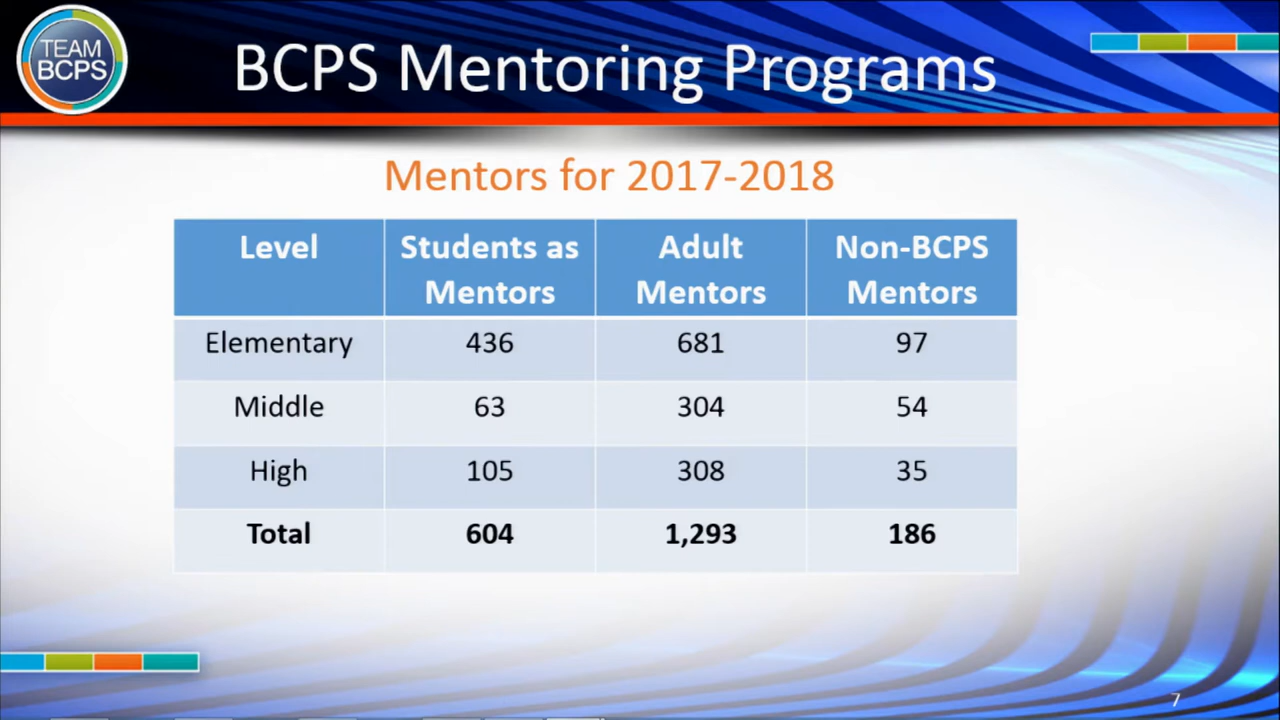 TEAM
BCPS
BCPS Mentoring Programs
Mentors for 2017-2018
Level Students as Mentors Adult Mentors Non-BCPS Mentors
Elementary 436 681 97
Middle 63 304 54
High 105 308 35
Total 604 1,293 186
7